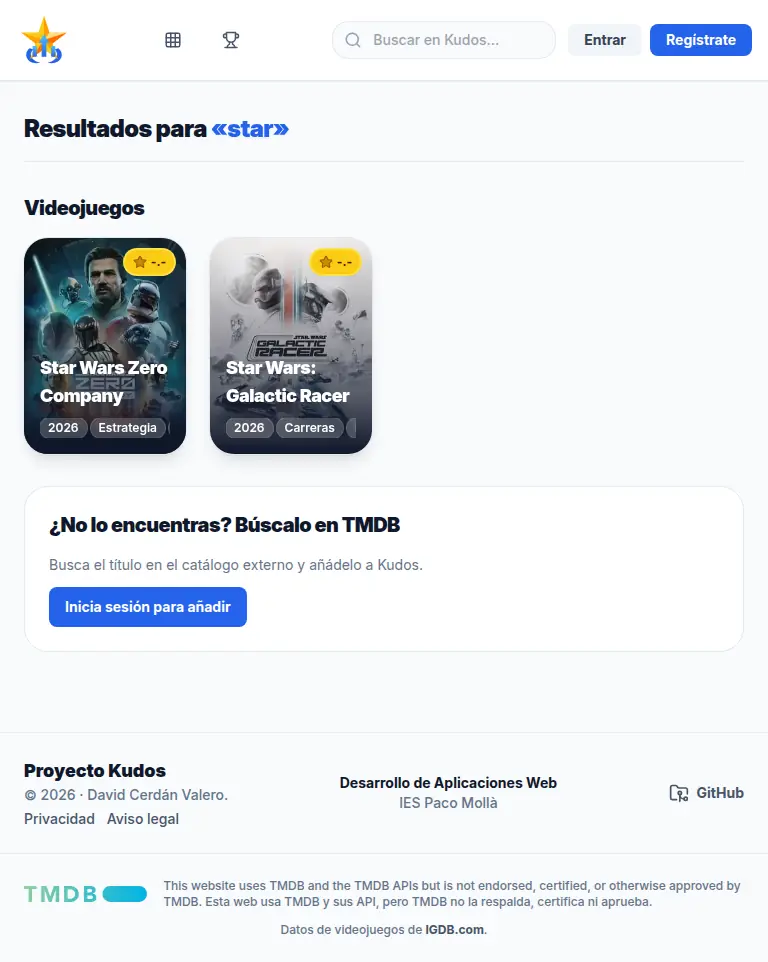 Buscar en Kudos...
Entrar
Regístrate
Resultados para «star»
Videojuegos
-.-
Star Wars Zero
Company
ZERO
2026
Estrategia
-.-
STAR WARS
GALACTIC
RACER
Star Wars:
Galactic Racer
2026
Carreras
¿No lo encuentras? Búscalo en TMDB
Busca el título en el catálogo externo y añádelo a Kudos.
Inicia sesión para añadir
Proyecto Kudos
© 2026 · David Cerdán Valero.
Privacidad Aviso legal
Desarrollo de Aplicaciones Web
IES Paco Mollà
GitHub
TMDB
This website uses TMDB and the TMDB APIs but is not endorsed, certified, or otherwise approved by
TMDB. Esta web usa TMDB y sus API, pero TMDB no la respalda, certifica ni aprueba.
Datos de videojuegos de IGDB.com.